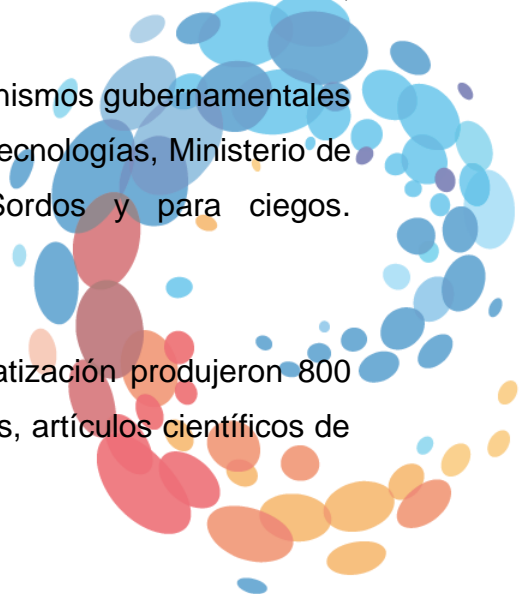 nismos gubernamentales
ecnologías, Ministerio de
Sordos y para ciegos.
atización produjeron 800
s, artículos científicos de